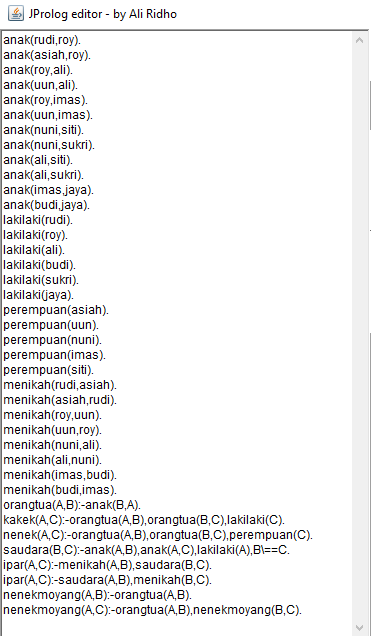 JProlog editor - by Ali Ridho
anak(rudi,roy).
anak(asiah,roy).
anak(roy,ali).
anak(uun,ali).
anak(roy,imas).
anak(uun,imas).
anak(nuni,siti).
anak(nuni,sukri).
anak(ali,siti).
anak(ali,sukri).
anak(imas,jaya).
anak(budi,jaya).
lakilaki(rudi).
lakilaki(roy).
lakilaki(ali).
lakilaki(budi).
lakilaki(sukri).
lakilaki(jaya).
perempuan(asiah).
perempuan(uun).
perempuan(nuni).
perempuan(imas).
perempuan(siti).
menikah(rudi,asiah).
menikah(asiah,rudi).
menikah(roy,uun).
menikah(uun,roy).
menikah(nuni,ali).
menikah(ali,nuni).
menikah(imas,budi).
menikah(budi,imas).
orangtua(A,B):-anak(B,A).
kakek(A,C):-orangtua(A,B),orangtua(B,C),lakilaki(C).
nenek(A,C):-orangtua(A,B),orangtua(B,C),perempuan(C).
saudara(B,C):-anak(A,B),anak(A,C),lakilaki(A),B\==C.
ipar(A,C):-menikah(A,B),saudara(B,C).
ipar(A,C):-saudara(A,B),menikah(B,C).
nenekmoyang(A,B):-orangtua(A,B).
nenekmoyang(A,C):-orangtua(A,B),nenekmoyang(B,C).